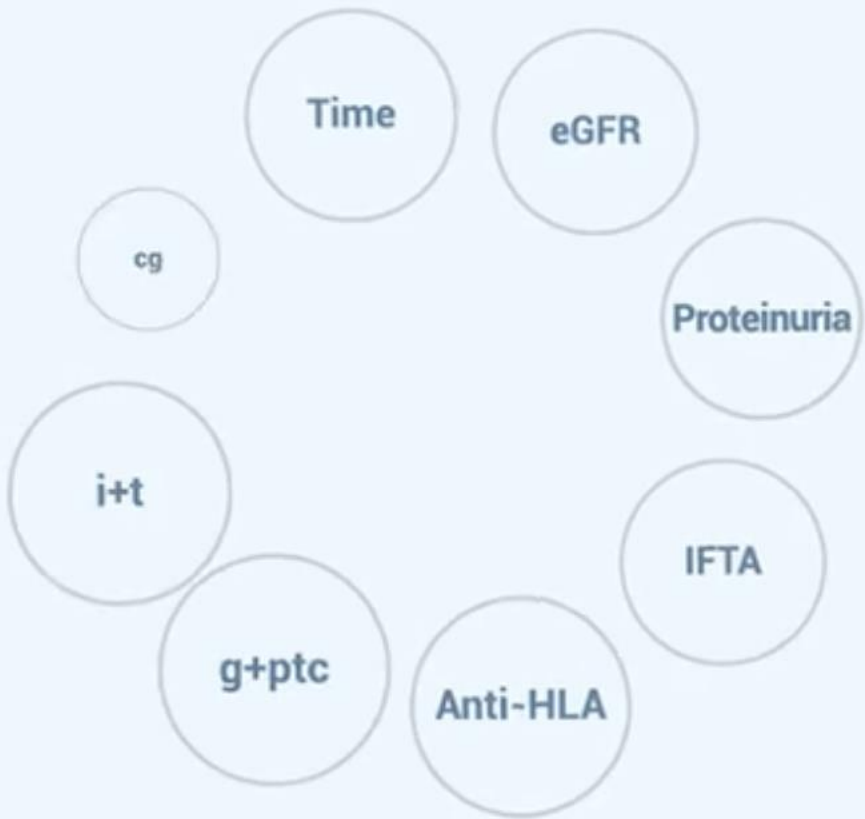 Time
eGFR
cg
Proteinuria
i+t
IFTA
g+ptc
Anti-HLA